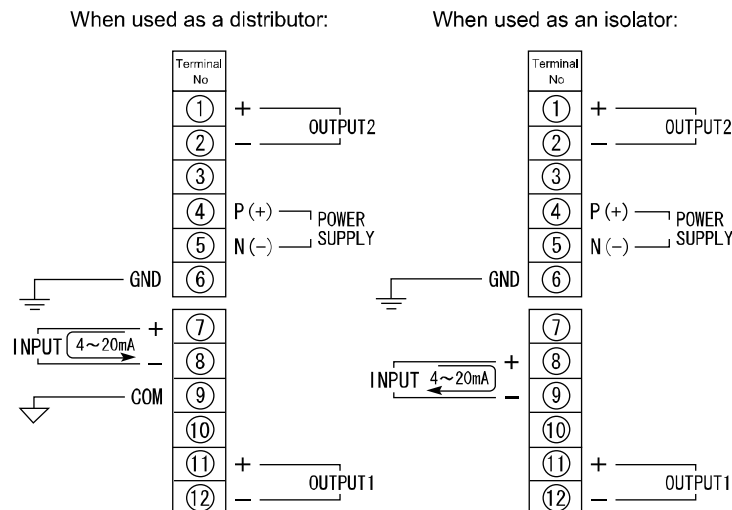 When used as a distributor:
Terminal
No
① + OUTPUT2
② −
③
④ P(+) POWER
⑤ N(−) SUPPLY
GND ⑥
INPUT 4～20mA + ⑦
− ⑧
COM ⑨
⑩
⑪ + OUTPUT1
⑫ −
When used as an isolator:
Terminal
No
① + OUTPUT2
② −
③
④ P(+) POWER
⑤ N(−) SUPPLY
GND ⑥
⑦
INPUT 4～20mA + ⑧
− ⑨
⑩
⑪ + OUTPUT1
⑫ −